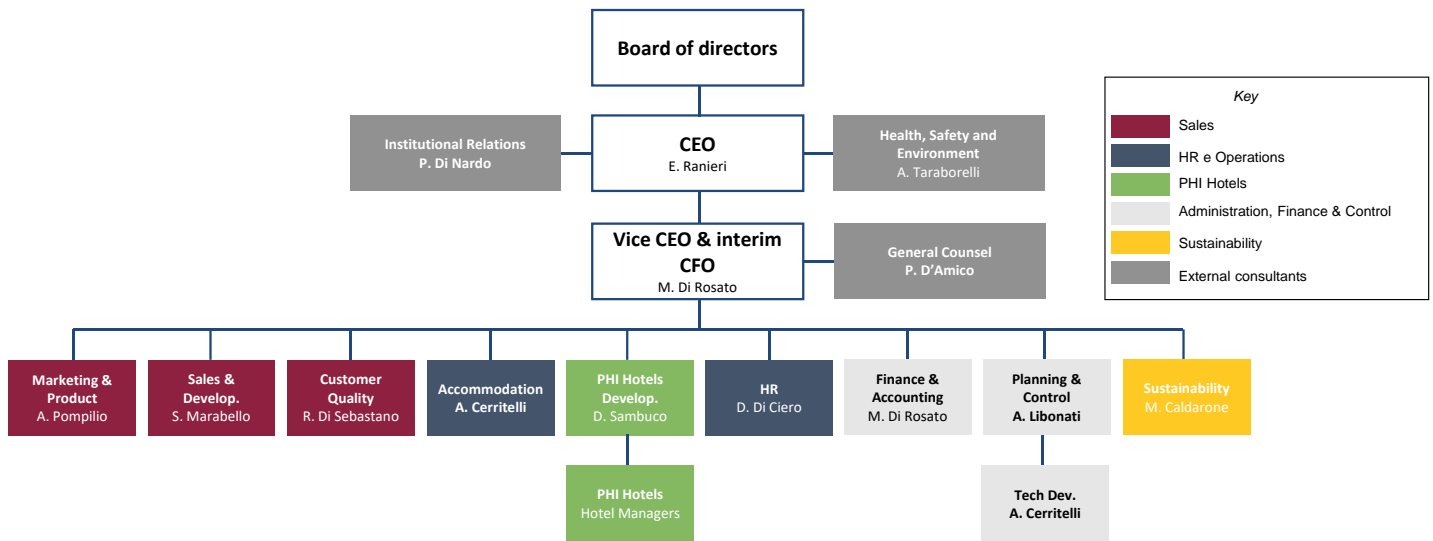 Board of directors
Institutional Relations
P. Di Nardo
CEO
E. Ranieri
Health, Safety and
Environment
A. Taraborelli
Vice CEO & interim
CFO
M. Di Rosato
General Counsel
P. D'Amico
Key
Sales
HR e Operations
PHI Hotels
Administration, Finance & Control
Sustainability
External consultants
Marketing &
Product
A. Pompilio
Sales &
Develop.
S. Marabello
Customer
Quality
R. Di Sebastano
Accommodation
A. Cerritelli
PHI Hotels
Develop.
D. Sambuco
HR
D. Di Ciero
Finance &
Accounting
M. Di Rosato
Planning &
Control
A. Libonati
Sustainability
M. Caldarone
PHI Hotels
Hotel Managers
Tech Dev.
A. Cerritelli